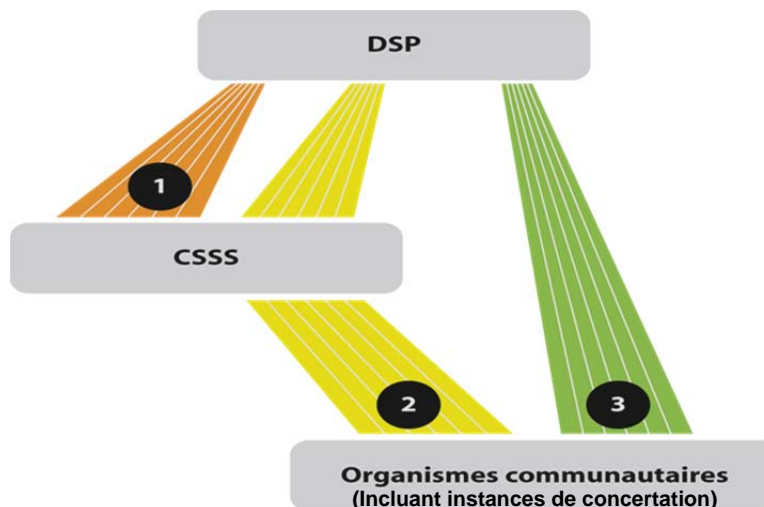 DSP
1
CSSS
2
3
Organismes communautaires
(Incluant instances de concertation)